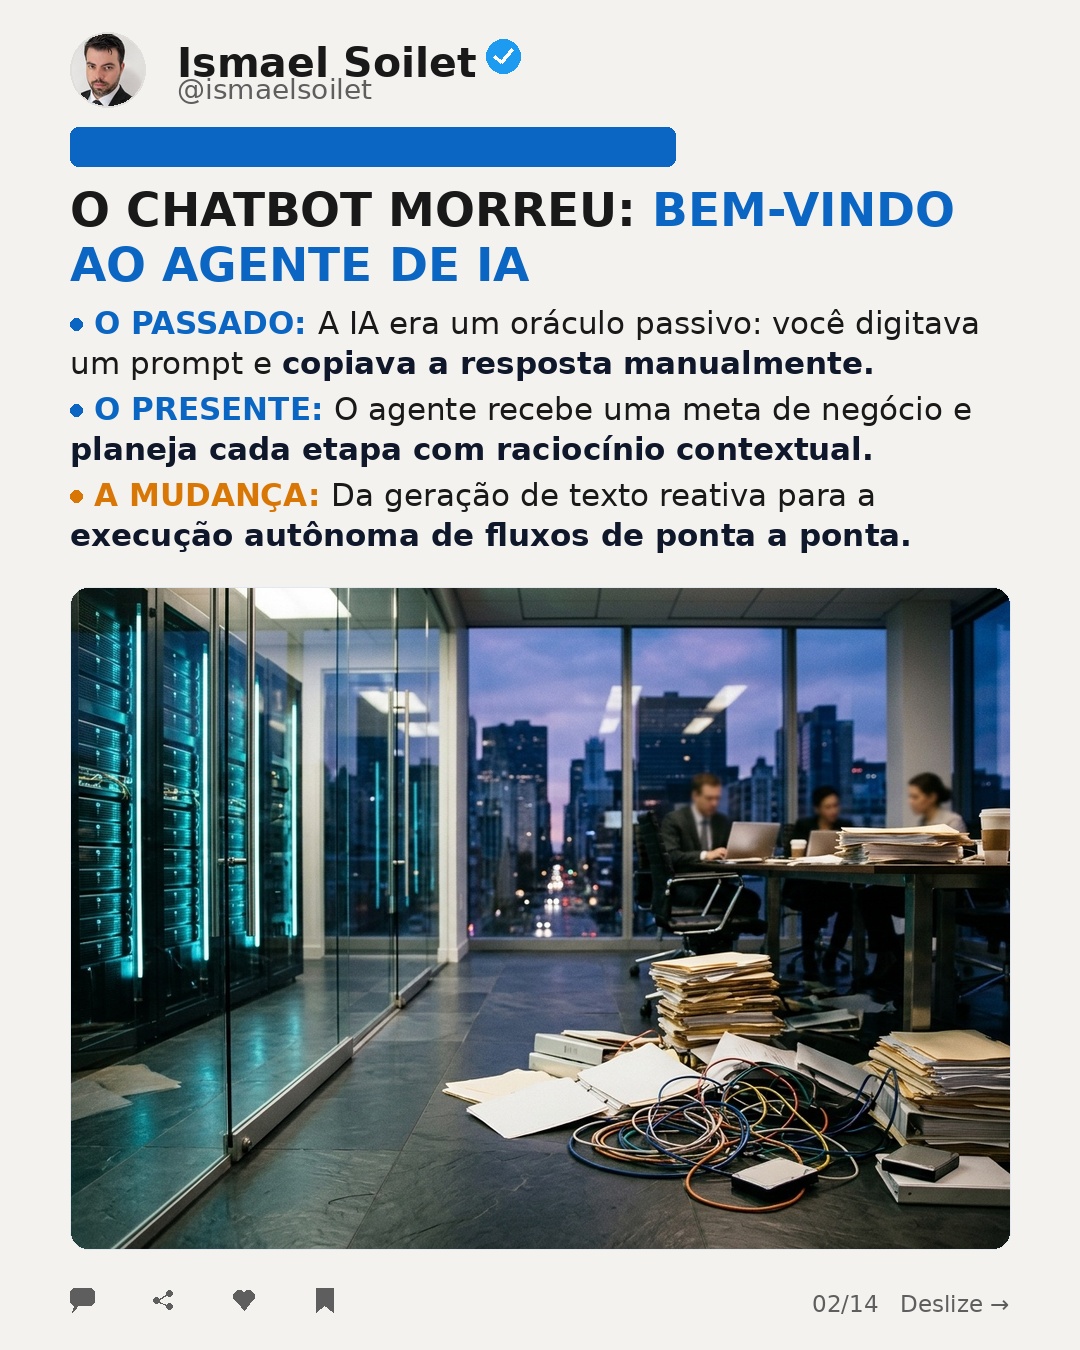 Ismael Soilet
@ismaelsoilet
O CHATBOT MORREU: BEM-VINDO
AO AGENTE DE IA
• O PASSADO: A IA era um oráculo passivo: você digitava
um prompt e copiava a resposta manualmente.
• O PRESENTE: O agente recebe uma meta de negócio e
planeja cada etapa com raciocínio contextual.
• A MUDANÇA: Da geração de texto reativa para a
execução autônoma de fluxos de ponta a ponta.
02/14 Deslize →